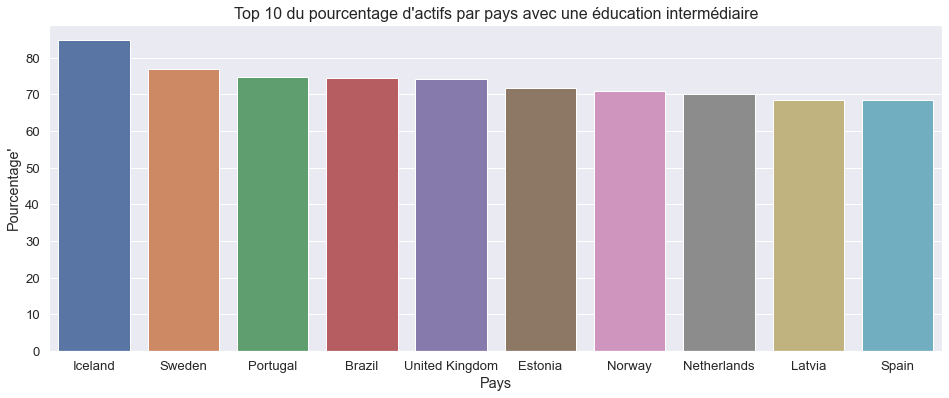 Top 10 du pourcentage d'actifs par pays avec une éducation intermédiaire
Pourcentage'
80
70
60
50
40
30
20
10
0
Iceland Sweden Portugal Brazil United Kingdom Estonia Norway Netherlands Latvia Spain
Pays